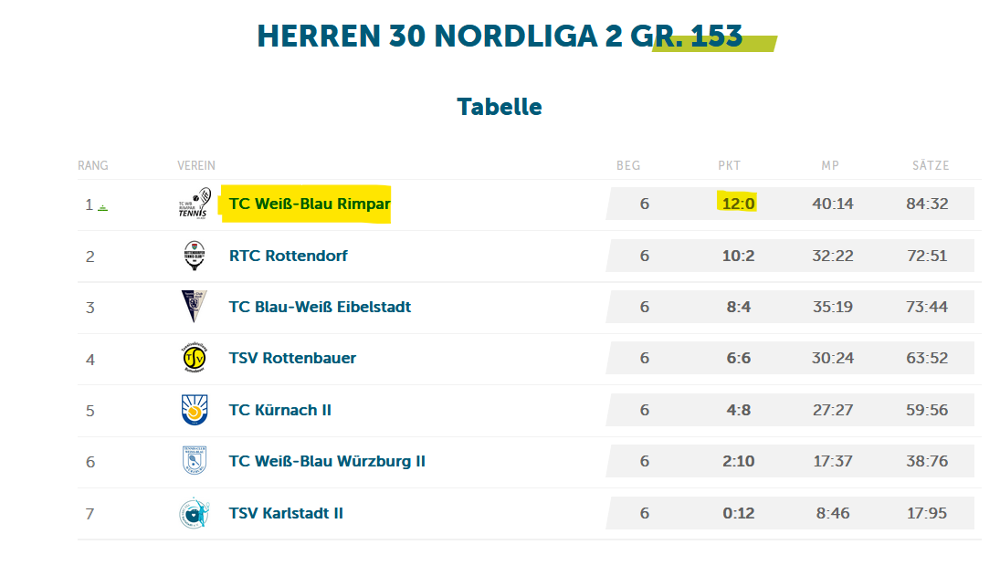 HERREN 30 NORDLIGA 2 GR. 153
Tabelle
RANG VEREIN BEG PKT MP SÄTZE
1 TC Weiß-Blau Rimpar 6 12:0 40:14 84:32
2 RTC Rottendorf 6 10:2 32:22 72:51
3 TC Blau-Weiß Eibelstadt 6 8:4 35:19 73:44
4 TSV Rottenbauer 6 6:6 30:24 63:52
5 TC Kürnach II 6 4:8 27:27 59:56
6 TC Weiß-Blau Würzburg II 6 2:10 17:37 38:76
7 TSV Karlstadt II 6 0:12 8:46 17:95